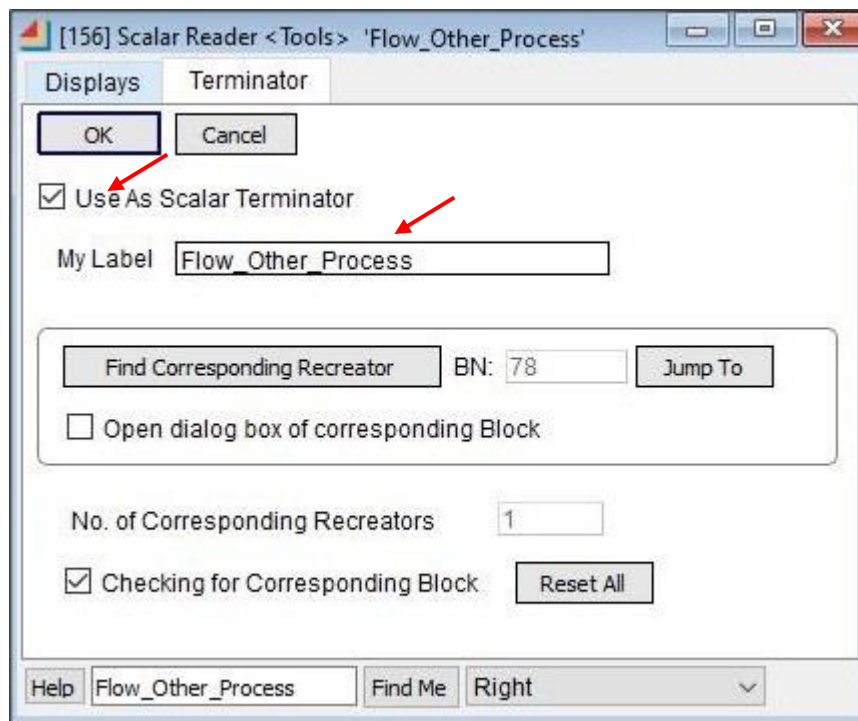 [156] Scalar Reader <Tools> 'Flow_Other_Process'
Displays Terminator
OK Cancel
Use As Scalar Terminator
My Label Flow_Other_Process
Find Corresponding Recreator BN: 78 Jump To
Open dialog box of corresponding Block
No. of Corresponding Recreators 1
Checking for Corresponding Block Reset All
Help Flow_Other_Process Find Me Right